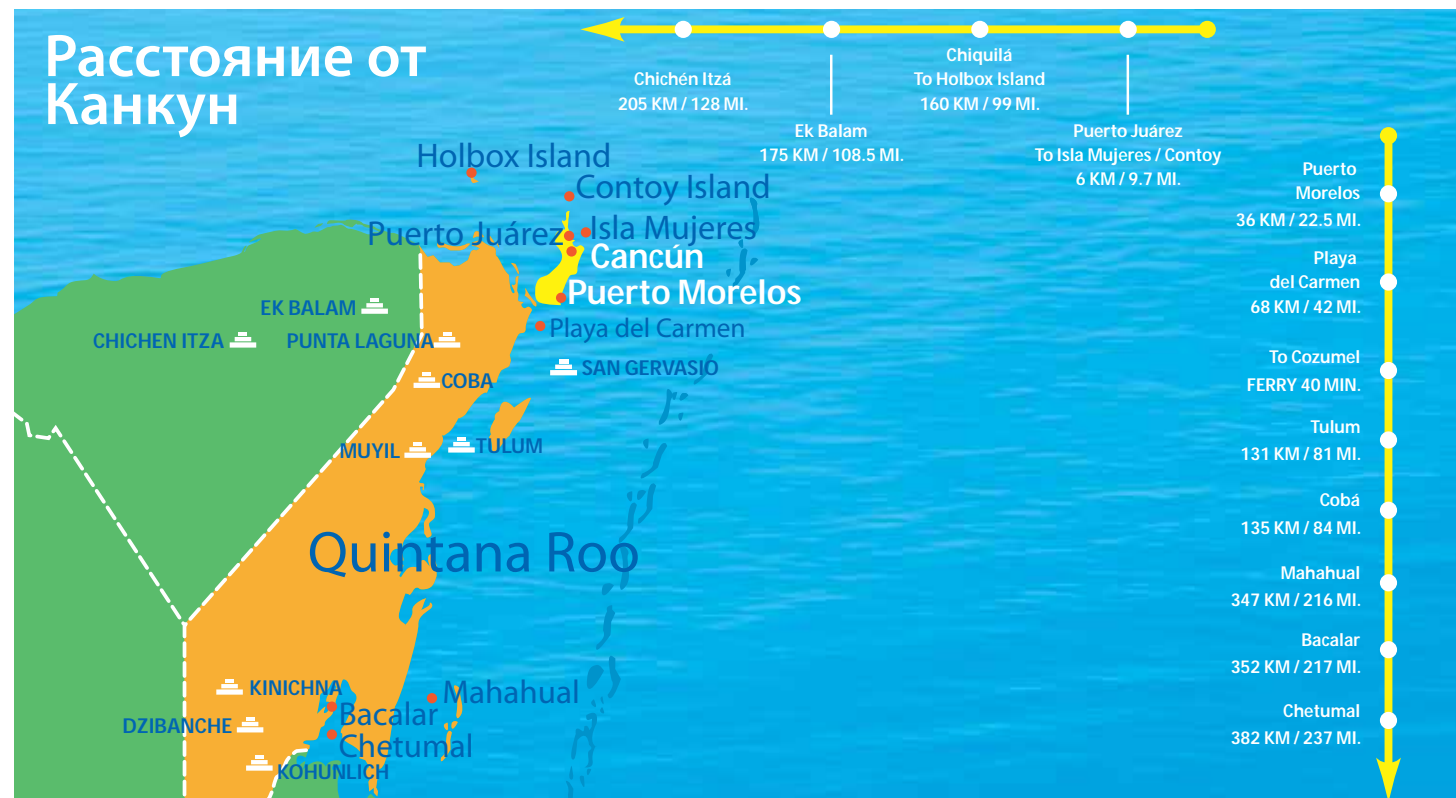 Расстояние от
Канкун
Chichén Itzá
205 KM / 128 MI.
Ek Balam
175 KM / 108.5 MI.
Chiquilá
To Holbox Island
160 KM / 99 MI.
Puerto Juárez
To Isla Mujeres / Contoy
6 KM / 9.7 MI.
Puerto
Morelos
36 KM / 22.5 MI.
Playa
del Carmen
68 KM / 42 MI.
To Cozumel
FERRY 40 MIN.
Tulum
131 KM / 81 MI.
Cobá
135 KM / 84 MI.
Mahahual
347 KM / 216 MI.
Bacalar
352 KM / 217 MI.
Chetumal
382 KM / 237 MI.
Holbox Island
Contoy Island
Puerto Juárez
Isla Mujeres
Cancún
Puerto Morelos
EK BALAM
Playa del Carmen
CHICHEN ITZA
PUNTA LAGUNA
SAN GERVASIO
COBA
MUYIL
TULUM
Quintana Roo
KINICHNA
Mahahual
Bacalar
DZIBANCHE
Chetumal
KOHUNLICH